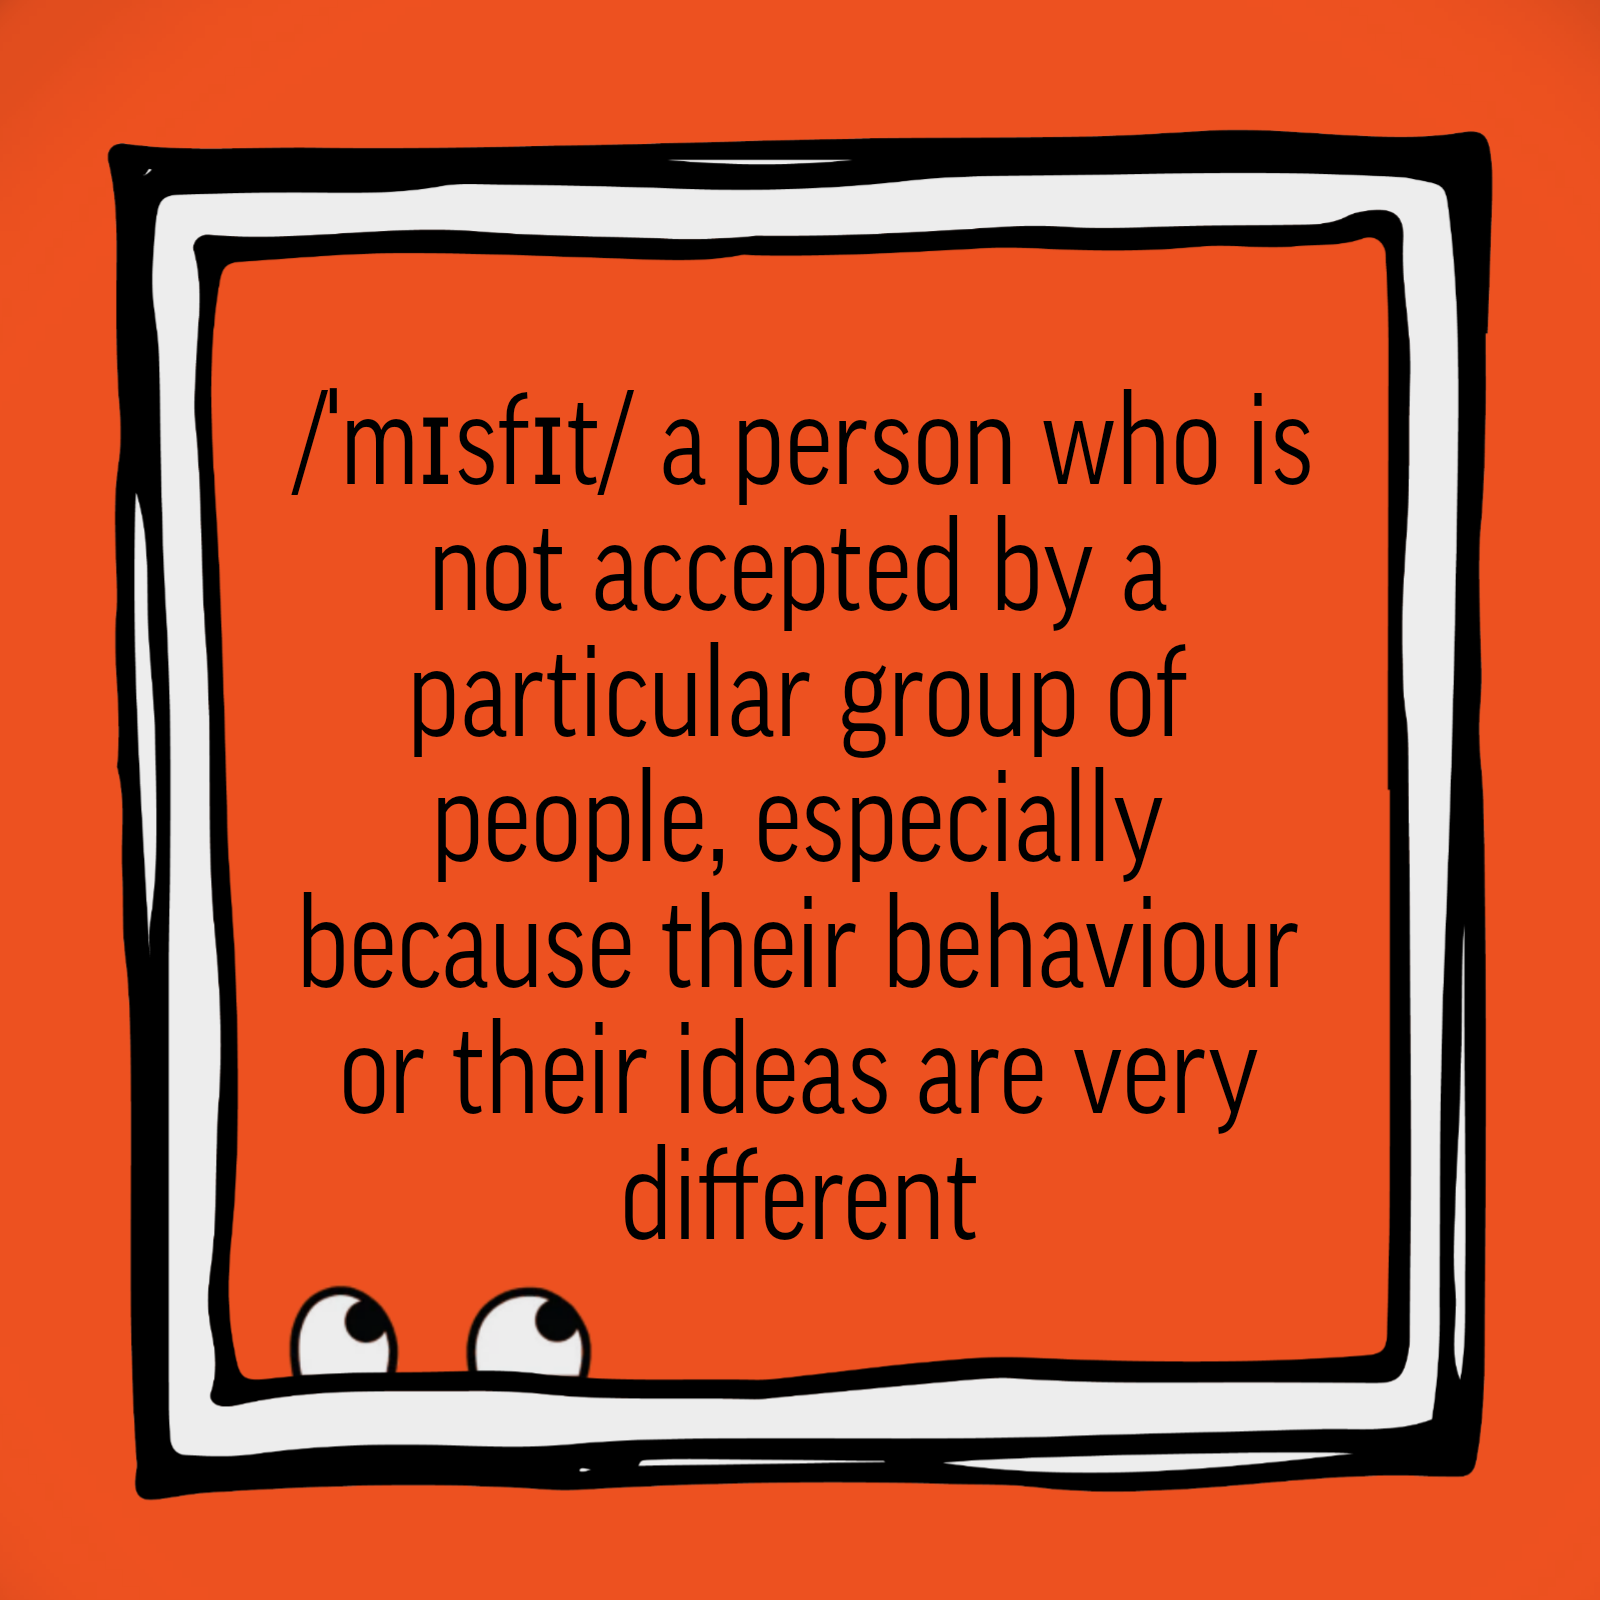 /ˈmɪsfɪt/ a person who is
not accepted by a
particular group of
people, especially
because their behaviour
or their ideas are very
different